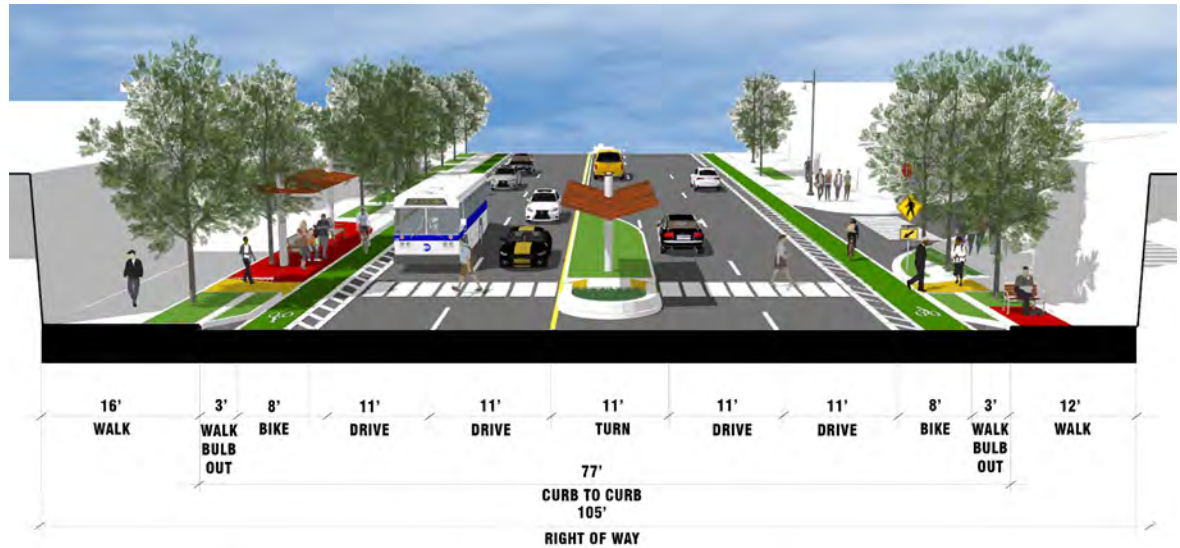 16' 3' 8' 11' 11' 11' 11' 11' 8' 3' 12'
WALK WALK BULB OUT BIKE DRIVE DRIVE TURN DRIVE DRIVE BIKE WALK BULB OUT WALK
77'
CURB TO CURB
105'
RIGHT OF WAY